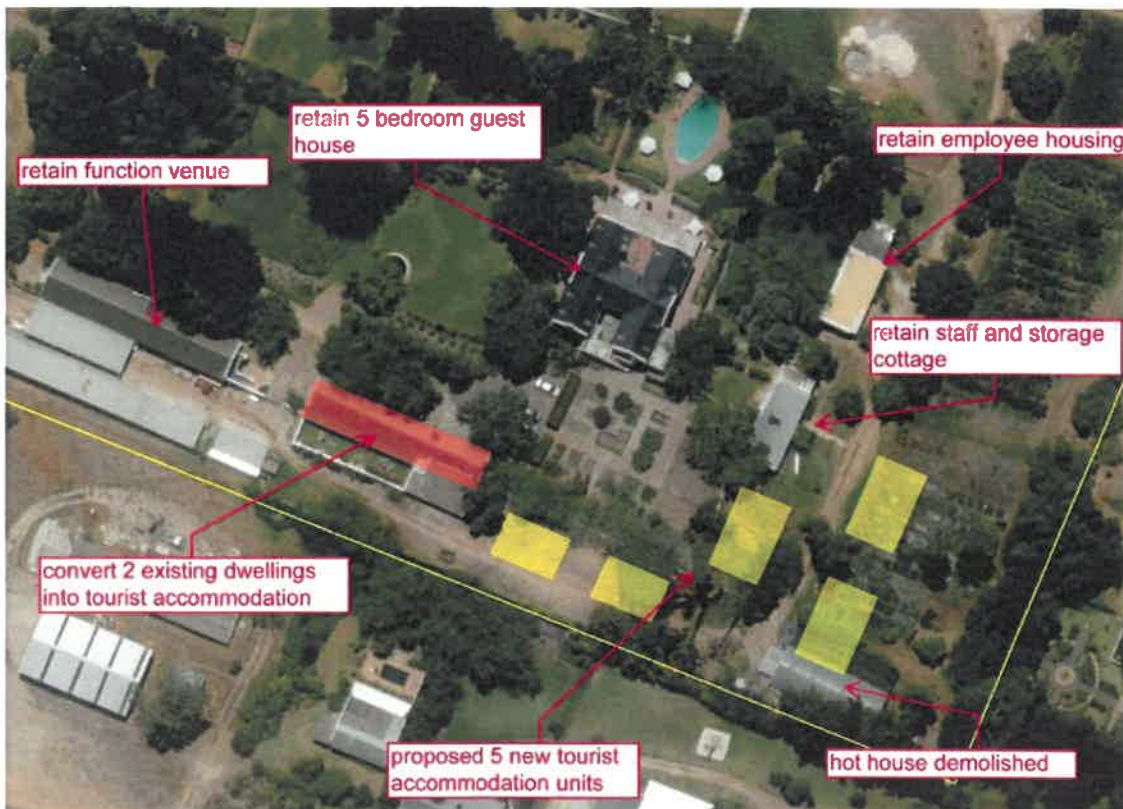 retain 5 bedroom guest
house
retain function venue
retain employee housing
retain staff and storage
cottage
convert 2 existing dwellings
into tourist accommodation
proposed 5 new tourist
accommodation units
hot house demolished